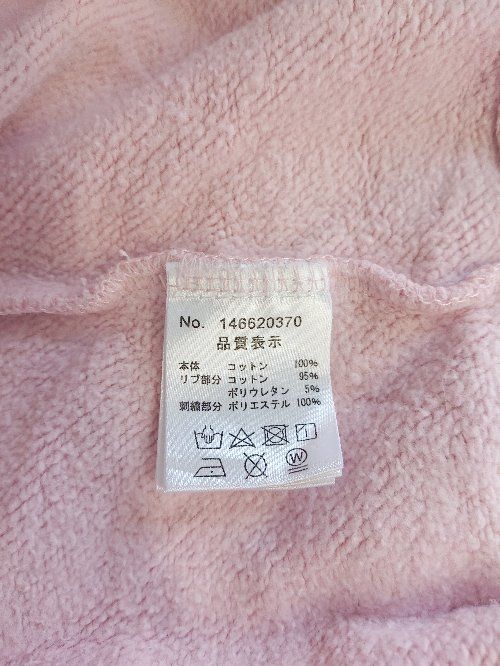 No. 146620370
品質表示
本体 コットン 100%
リブ部分 コットン 95%
ポリウレタン 5%
刺繍部分 ポリエステル 100%
W